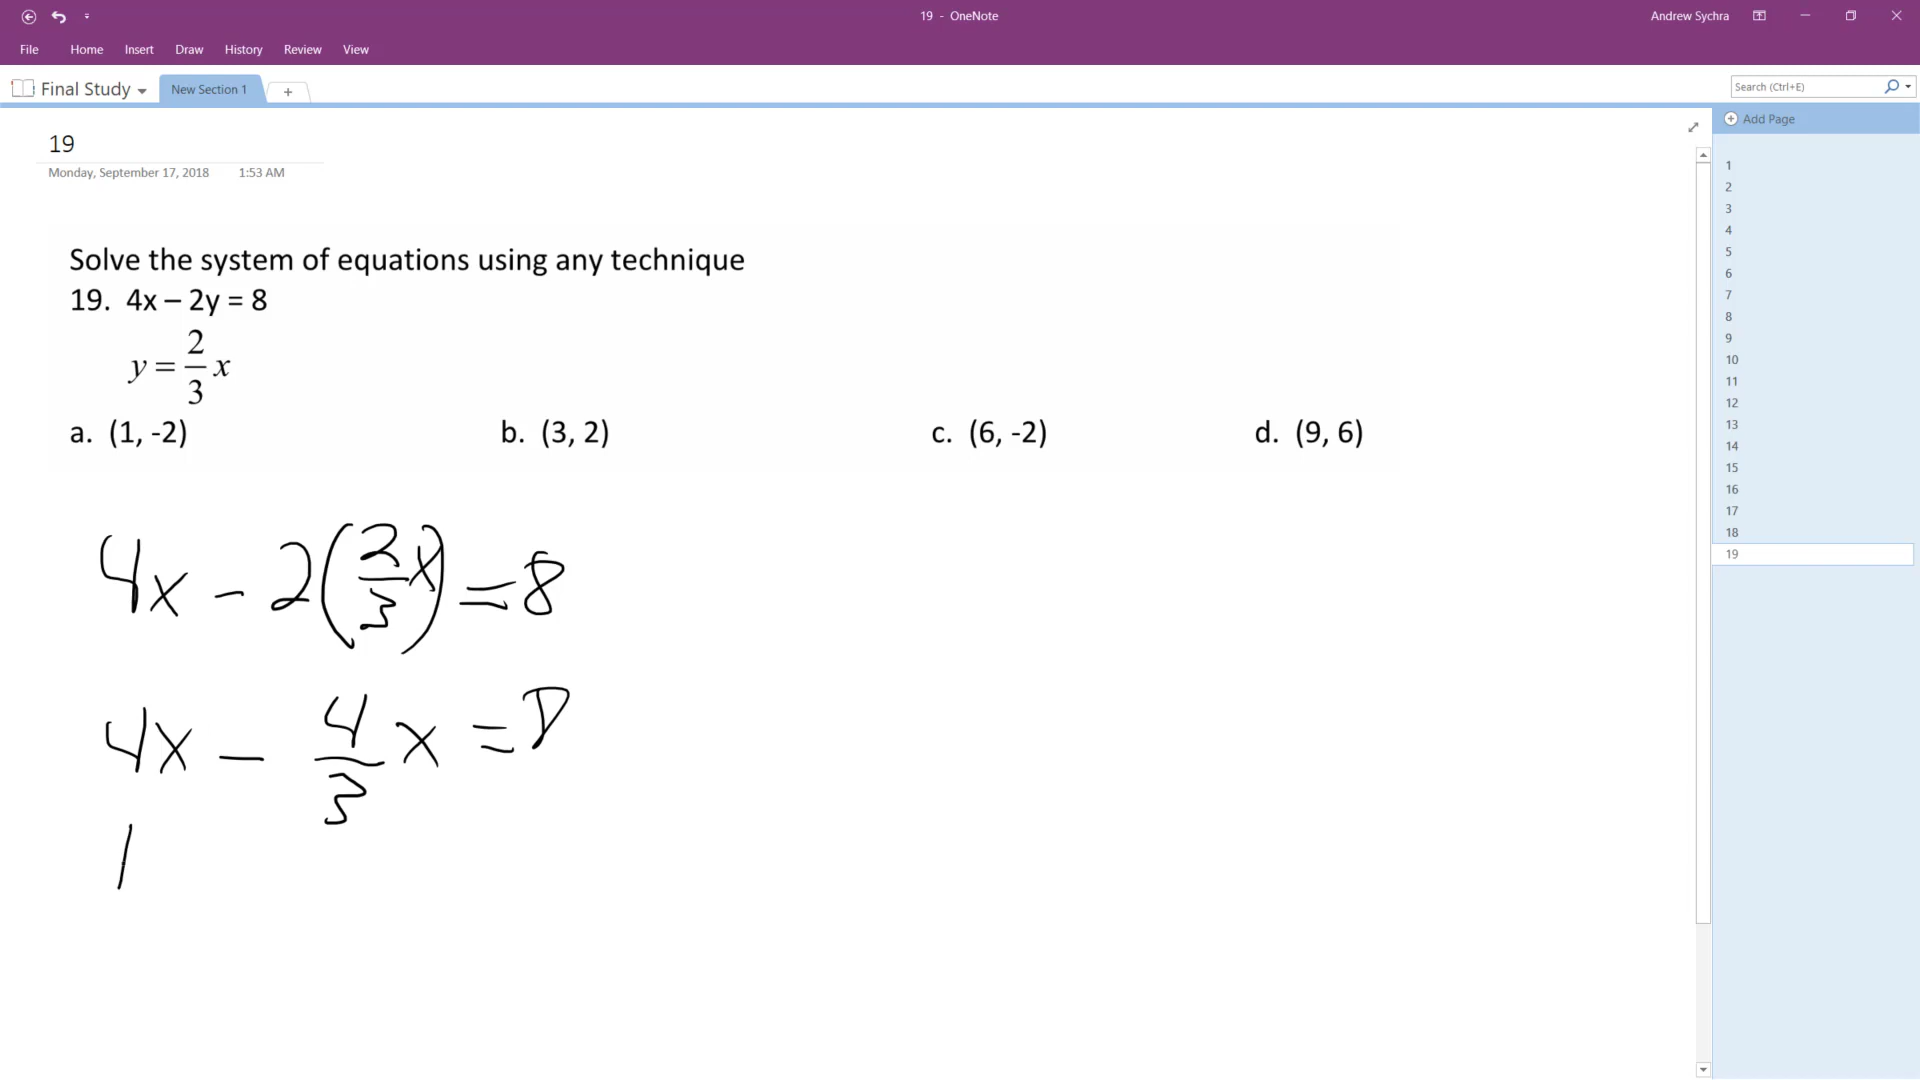 19 - OneNote
Andrew Sychra
File Home Insert Draw History Review View
Final Study New Section 1 +
Search (Ctrl+E)
Add Page
19
Monday, September 17, 2018 1:53 AM
Solve the system of equations using any technique
19. 4x – 2y = 8
y = 2/3 x
a. (1, -2) b. (3, 2) c. (6, -2) d. (9, 6)
4x - 2(2/3 x) = 8
4x - 4/3 x =
1
2
3
4
5
6
7
8
9
10
11
12
13
14
15
16
17
18
19